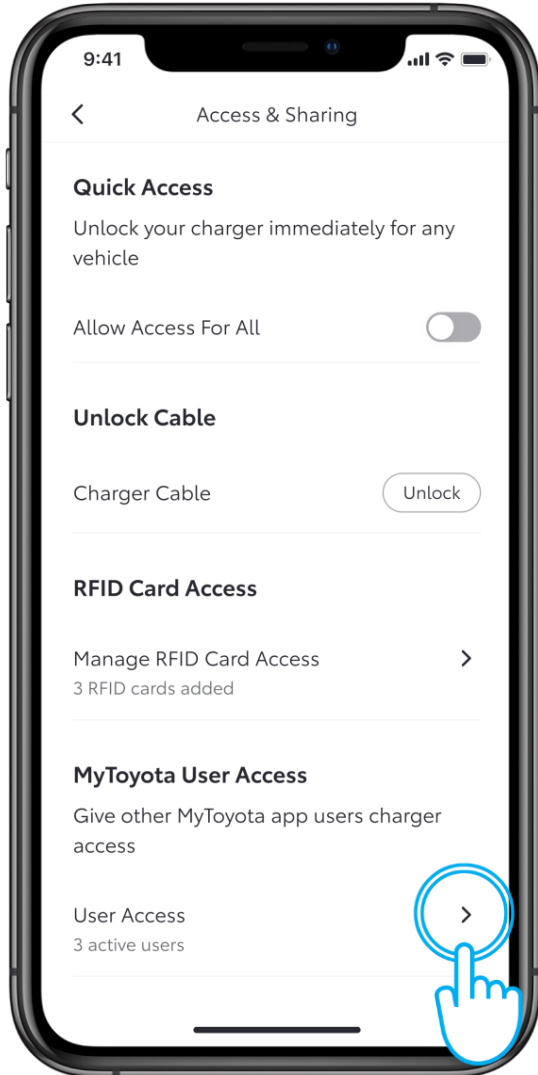 9:41
Access & Sharing
Quick Access
Unlock your charger immediately for any
vehicle
Allow Access For All
Unlock Cable
Charger Cable
Unlock
RFID Card Access
Manage RFID Card Access
3 RFID cards added
MyToyota User Access
Give other MyToyota app users charger
access
User Access
3 active users